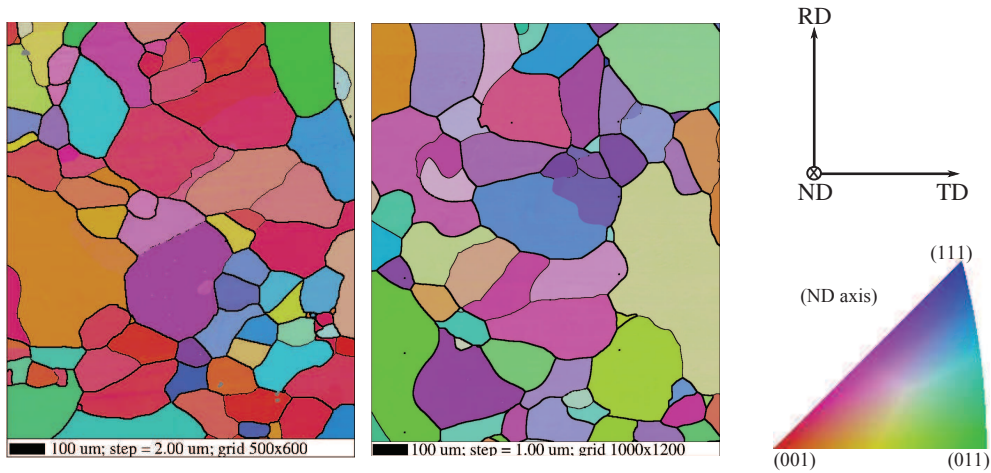 100 um; step = 2.00 um; grid 500x600
100 um; step = 1.00 um; grid 1000x1200
RD
ND
TD
(111)
(ND axis)
(001)
(011)